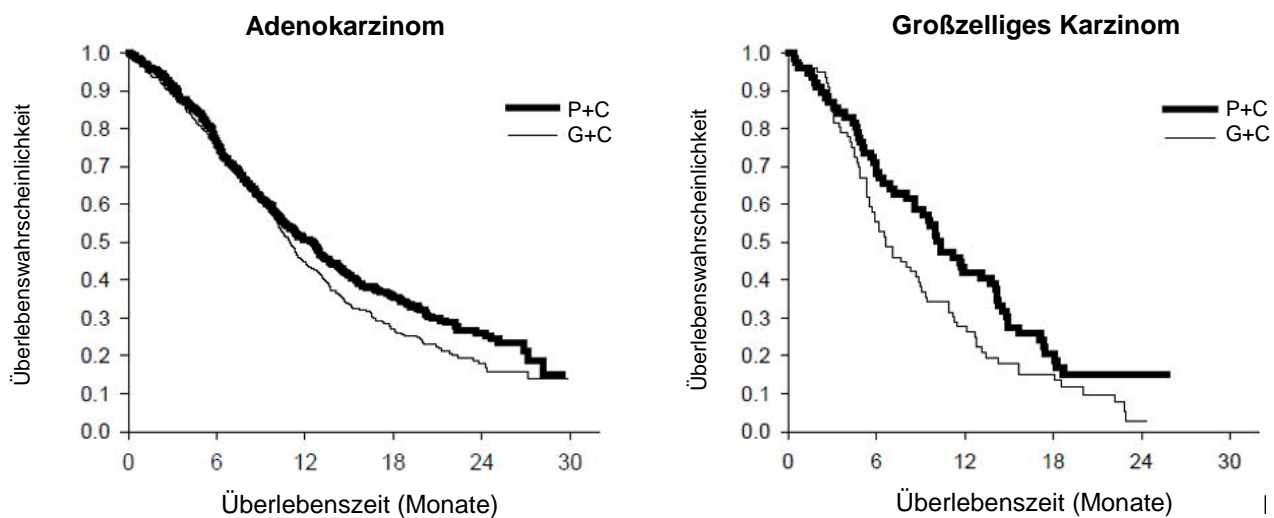 Adenokarzinom
Überlebenswahrscheinlichkeit
1.0
0.9
0.8
0.7
0.6
0.5
0.4
0.3
0.2
0.1
0.0
P+C
G+C
0 6 12 18 24 30
Überlebenszeit (Monate)
Großzelliges Karzinom
Überlebenswahrscheinlichkeit
1.0
0.9
0.8
0.7
0.6
0.5
0.4
0.3
0.2
0.1
0.0
P+C
G+C
0 6 12 18 24 30
Überlebenszeit (Monate)